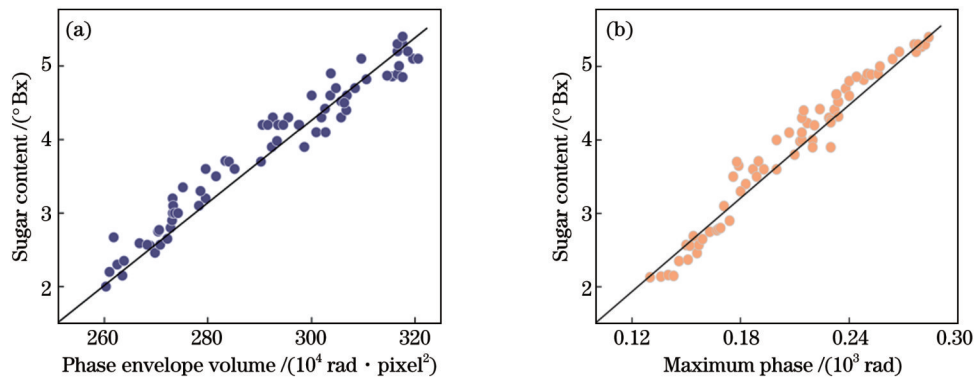 (a)
Sugar content /(°Bx)
5
4
3
2
260 280 300 320
Phase envelope volume /(10⁴ rad · pixel²)
(b)
Sugar content /(°Bx)
5
4
3
2
0.12 0.18 0.24 0.30
Maximum phase /(10³ rad)